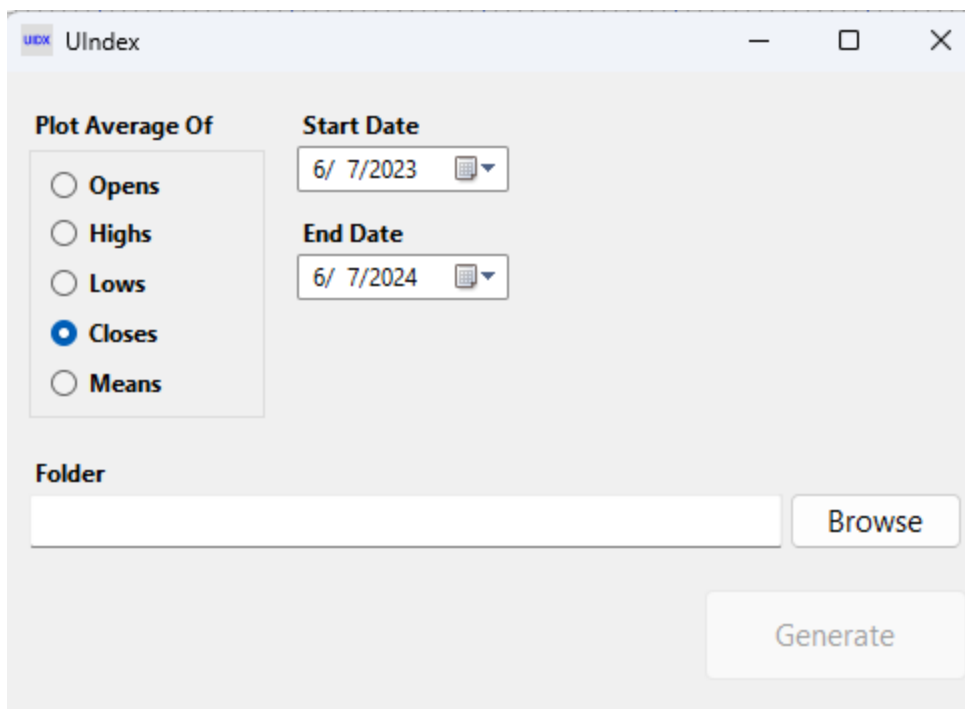 UIDX UIndex
Plot Average Of
Opens
Highs
Lows
Closes
Means
Start Date
6/ 7/2023
End Date
6/ 7/2024
Folder
Browse
Generate